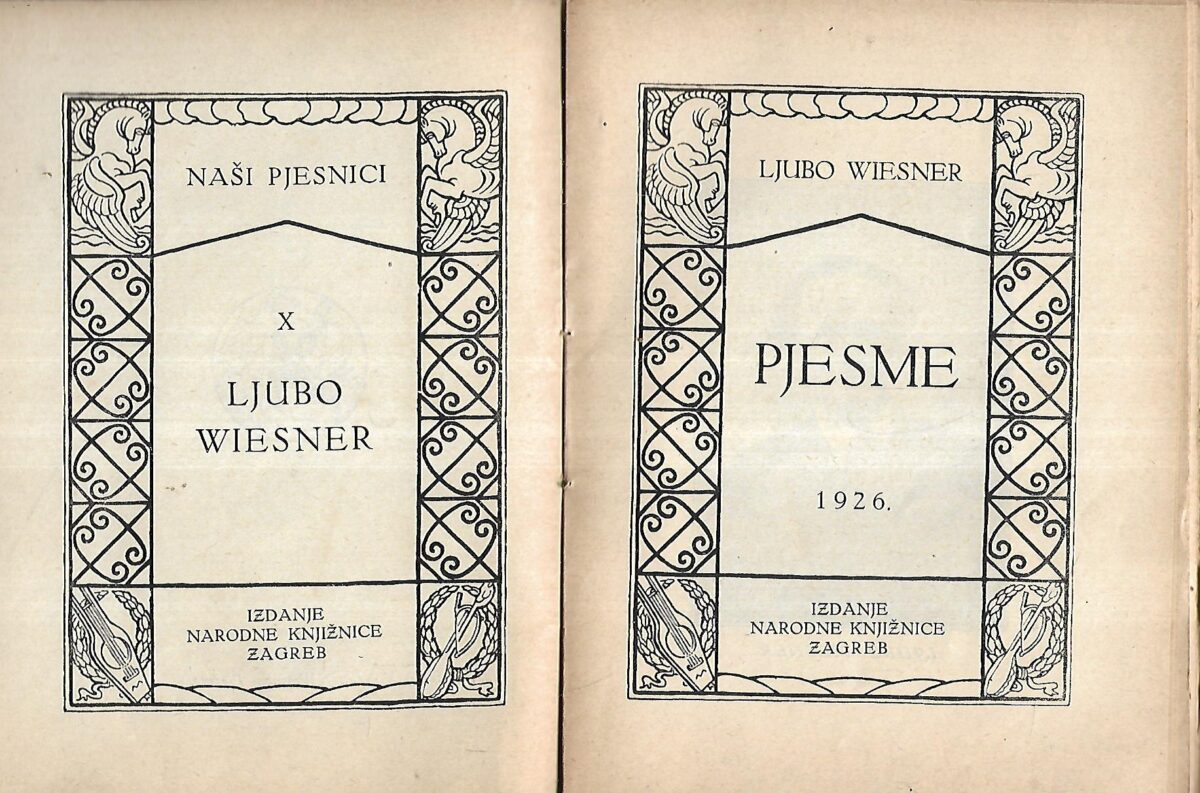 NAŠI PJESNICI
X
LJUBO
WIESNER
IZDANJE
NARODNE KNJIŽNICE
ZAGREB
LJUBO WIESNER
PJESME
1926.
IZDANJE
NARODNE KNJIŽNICE
ZAGREB